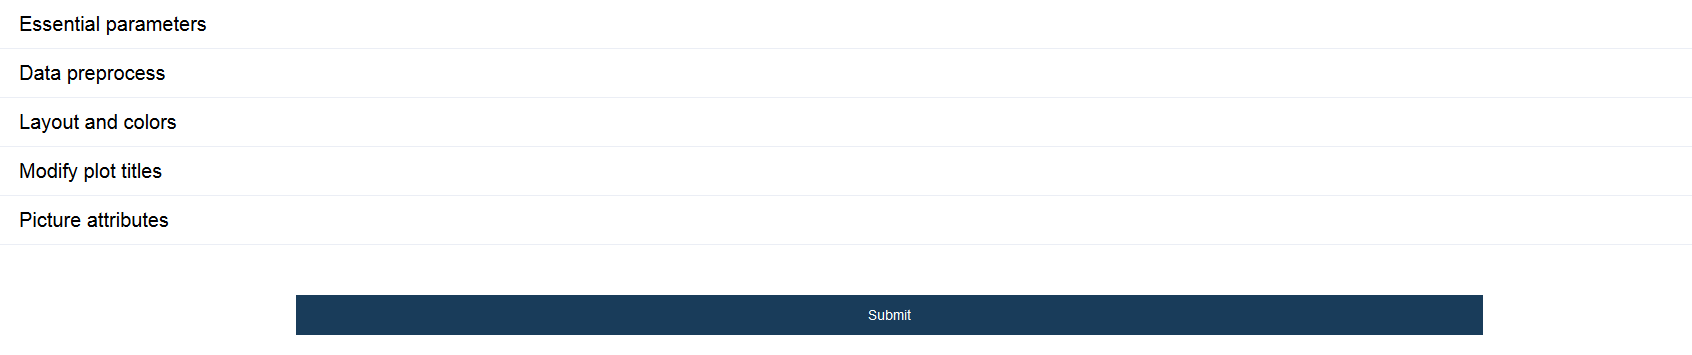 Essential parameters
Data preprocess
Layout and colors
Modify plot titles
Picture attributes
Submit